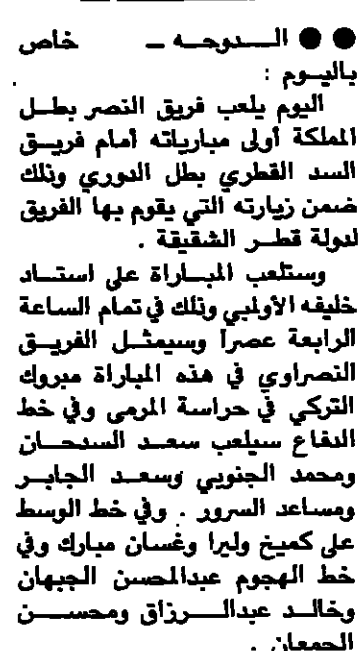 ● ● الدوحه ـ خاص
باليوم :
اليوم يلعب فريق النصر بطل
المملكة أولى مبارياته أمام فريق
السد القطري بطل الدوري وذلك
ضمن زيارته التي يقوم بها الفريق
لدولة قطر الشقيقة .
وستلعب المباراة على استاد
خليفه الأولمبي وذلك في تمام الساعة
الرابعة عصراً وسيمثل الفريق
النصراوي في هذه المباراة مبروك
التركي في حراسة المرمى وفي خط
الدفاع سيلعب سعد السدحان
ومحمد الجنوبي وسعد الجابر
ومساعد السرور . وفي خط الوسط
على كميخ وليرا وغسان مبارك وفي
خط الهجوم عبدالمحسن الجبهان
وخالد عبدالرزاق ومحسن
الجمعان .